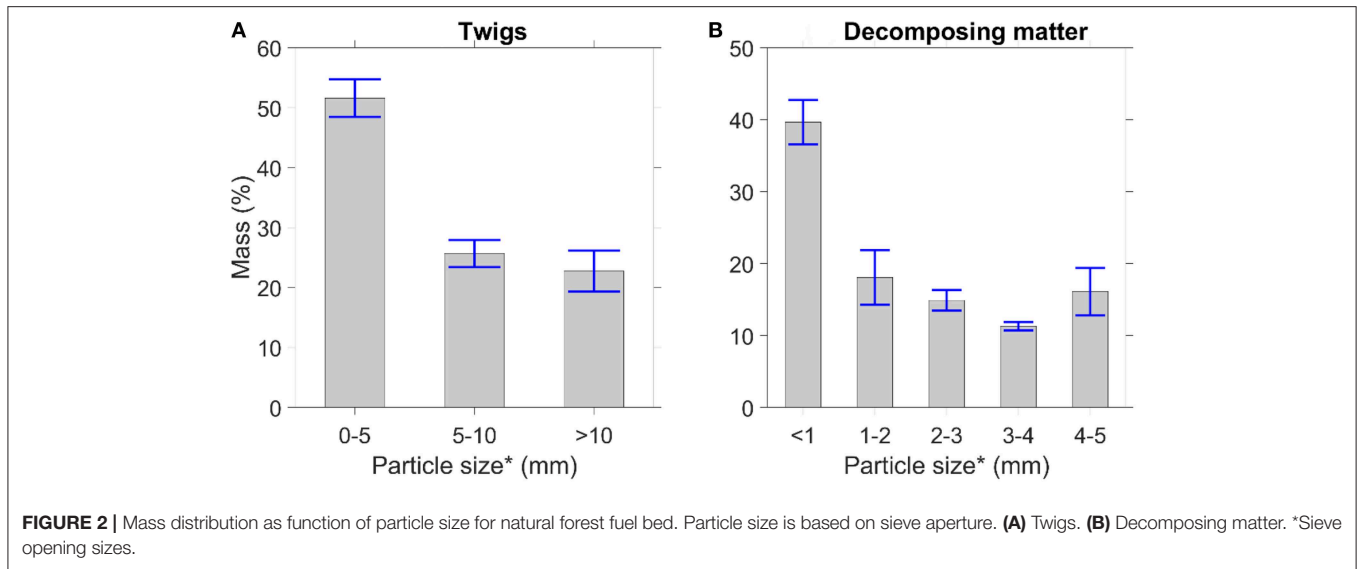 A Twigs
60
50
40
30
20
10
0
Mass (%)
0-5 5-10 >10
Particle size* (mm)
B Decomposing matter
50
40
30
20
10
0
<1 1-2 2-3 3-4 4-5
Particle size* (mm)
FIGURE 2 | Mass distribution as function of particle size for natural forest fuel bed. Particle size is based on sieve aperture. (A) Twigs. (B) Decomposing matter. *Sieve
opening sizes.